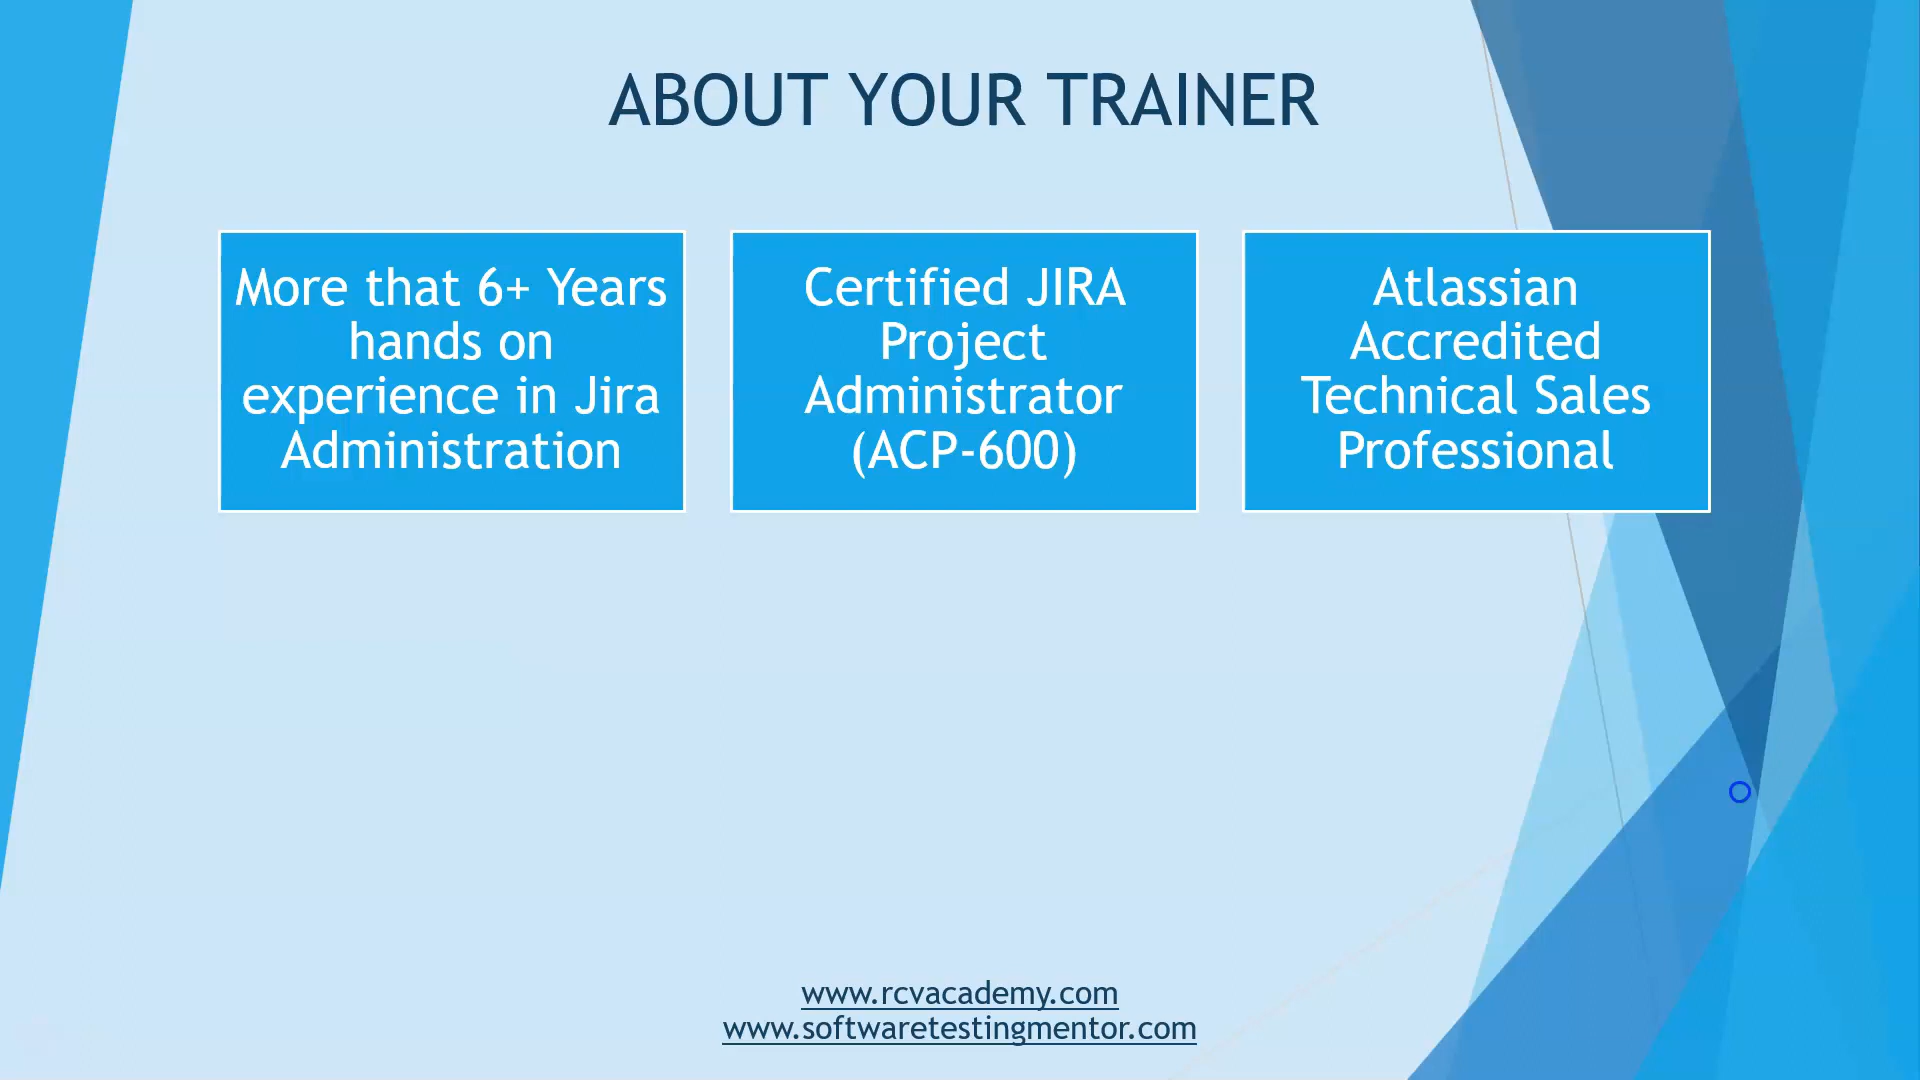 ABOUT YOUR TRAINER
More that 6+ Years
hands on
experience in Jira
Administration
Certified JIRA
Project
Administrator
(ACP-600)
Atlassian
Accredited
Technical Sales
Professional
www.rcvacademy.com
www.softwaretestingmentor.com